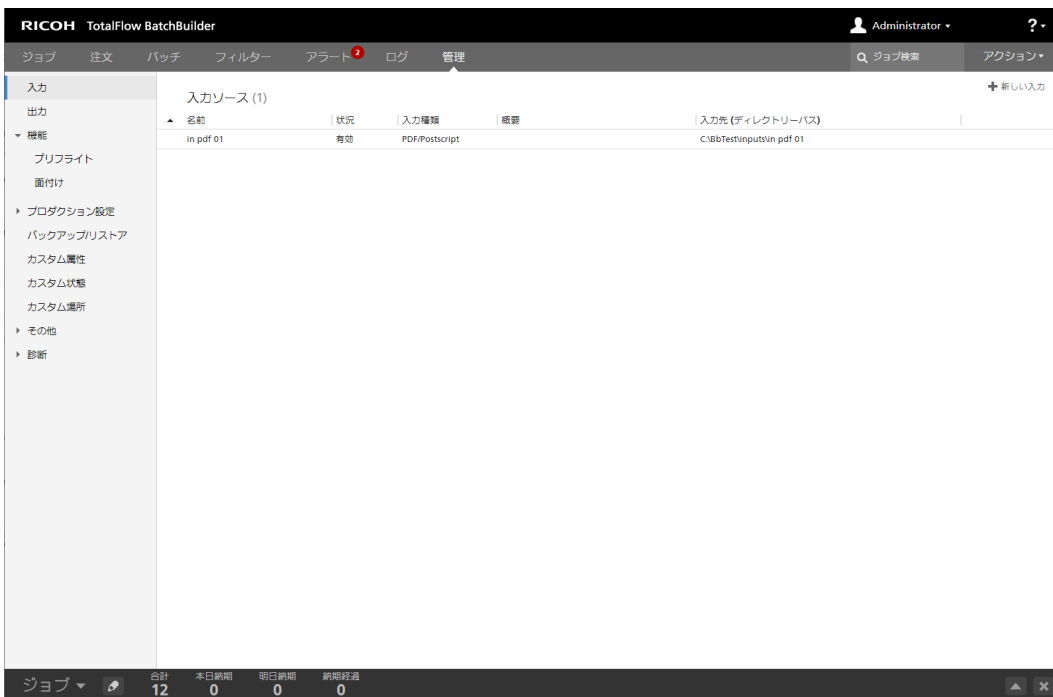 RICOH TotalFlow BatchBuilder Administrator ?
ジョブ 注文 バッチ フィルター アラート 2 ログ 管理 ジョブ検索 アクション
入力
出力
機能
プリフライト
面付け
プロダクション設定
バックアップ/リストア
カスタム属性
カスタム状態
カスタム場所
その他
診断
入力ソース (1)
新しい入力
名前 状況 入力種類 概要 入力先 (ディレクトリーパス)
in pdf 01 有効 PDF/Postscript C:\BbTest\inputs\in pdf 01
ジョブ
合計 本日納期 明日納期 納期経過
12 0 0 0